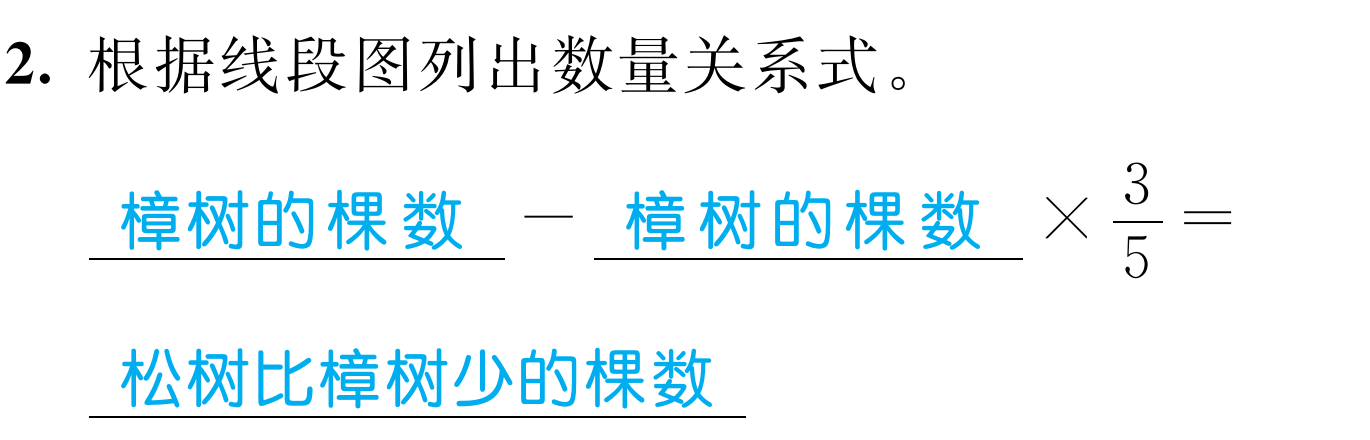 2. 根据线段图列出数量关系式。
樟树的棵数 — 樟树的棵数 × 3/5 =
松树比樟树少的棵数